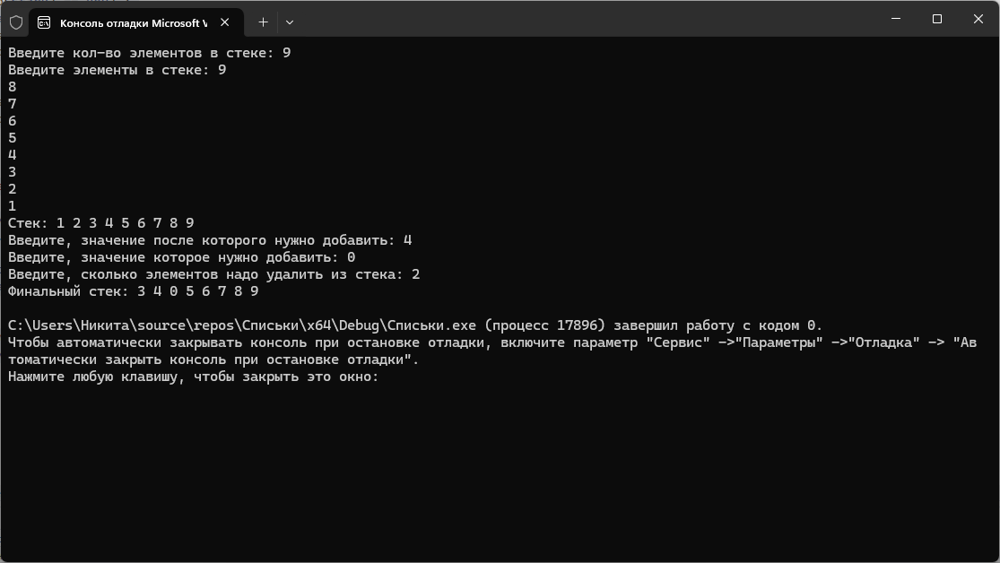 Консоль отладки Microsoft V
Введите кол-во элементов в стеке: 9
Введите элементы в стеке: 9
8
7
6
5
4
3
2
1
Стек: 1 2 3 4 5 6 7 8 9
Введите, значение после которого нужно добавить: 4
Введите, значение которое нужно добавить: 0
Введите, сколько элементов надо удалить из стека: 2
Финальный стек: 3 4 0 5 6 7 8 9
C:\Users\Никита\source\repos\Списьки\x64\Debug\Списьки.exe (процесс 17896) завершил работу с кодом 0.
Чтобы автоматически закрывать консоль при остановке отладки, включите параметр "Сервис" ->"Параметры" ->"Отладка" -> "Ав
томатически закрыть консоль при остановке отладки".
Нажмите любую клавишу, чтобы закрыть это окно: